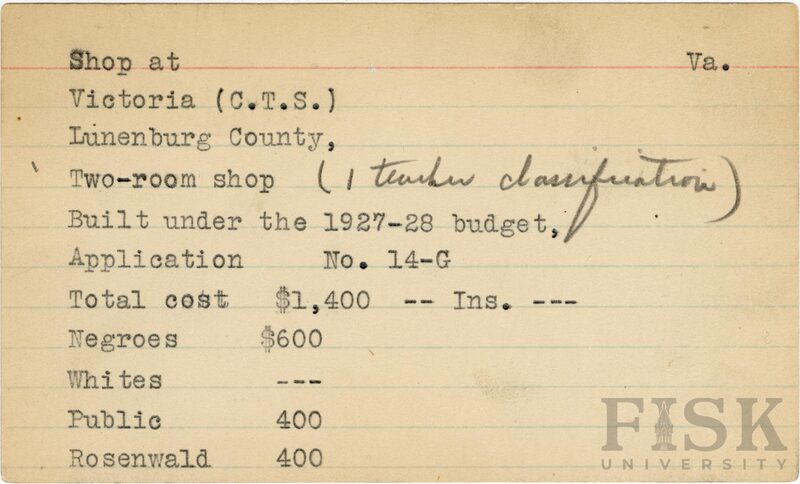 Shop at Va.
Victoria (C.T.S.)
Lunenburg County,
Two-room shop (1 teacher classification)
Built under the 1927-28 budget,
Application No. 14-G
Total cost $1,400 -- Ins. ---
Negroes $600
Whites ---
Public 400
Rosenwald 400
FISK
UNIVERSITY